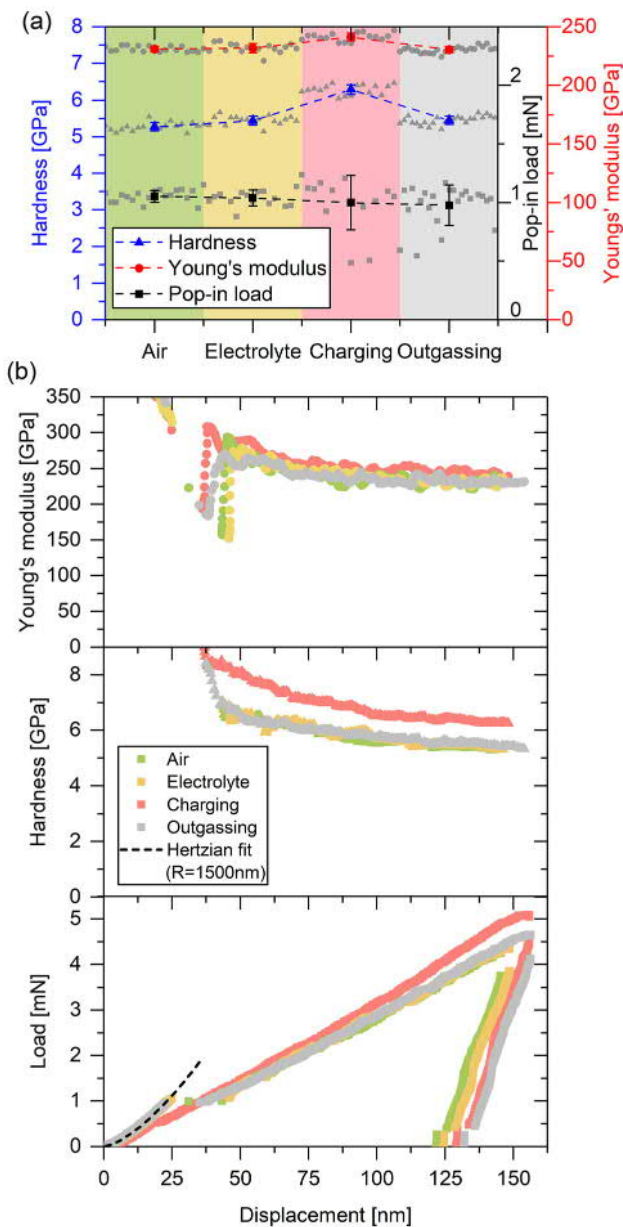 (a)
8
7
6
5
4
3
2
1
0
Hardness [GPa]
2
1
0
Pop-in load [mN]
250
200
150
100
50
0
Youngs' modulus [GPa]
Hardness
Young's modulus
Pop-in load
Air Electrolyte Charging Outgassing
(b)
350
300
250
200
150
100
50
0
Young's modulus [GPa]
8
6
4
2
0
Hardness [GPa]
Air
Electrolyte
Charging
Outgassing
Hertzian fit
(R=1500nm)
5
4
3
2
1
0
Load [mN]
0 25 50 75 100 125 150
Displacement [nm]